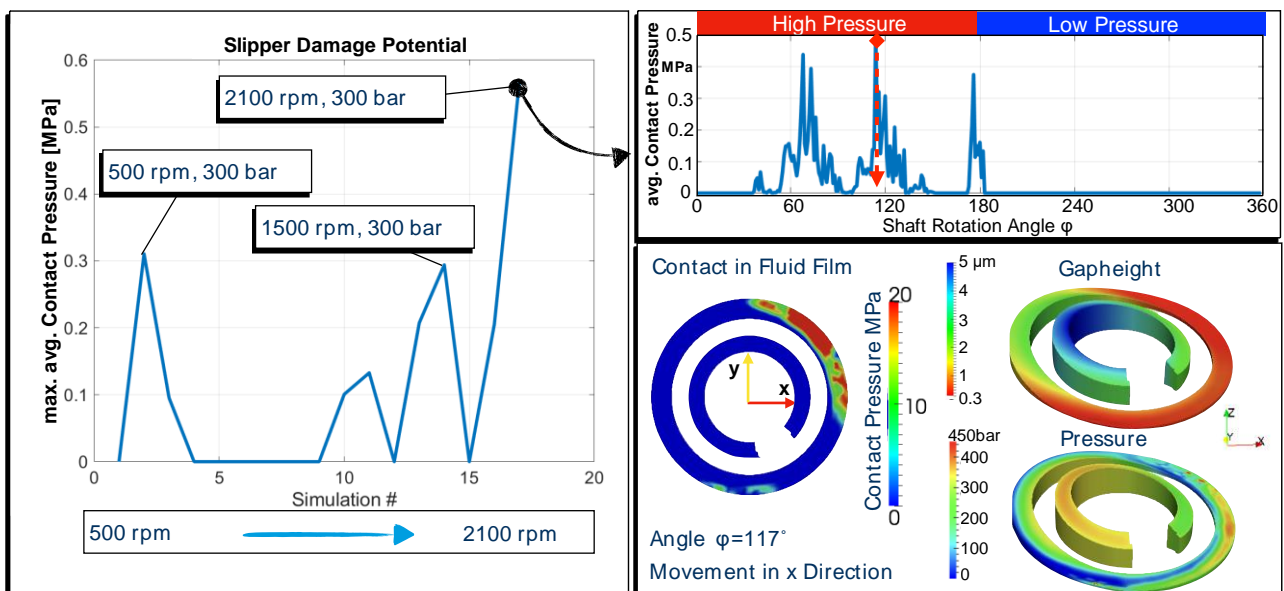 Slipper Damage Potential
max. avg. Contact Pressure [MPa]
0.6
0.5
0.4
0.3
0.2
0.1
0
2100 rpm, 300 bar
500 rpm, 300 bar
1500 rpm, 300 bar
0 5 10 15 20
Simulation #
500 rpm 2100 rpm
High Pressure Low Pressure
avg. Contact Pressure
0.5
MPa
0.3
0.2
0.1
0
0 60 120 180 240 300 360
Shaft Rotation Angle φ
Contact in Fluid Film
y
x
Contact Pressure MPa
20
10
0
Angle φ=117°
Movement in x Direction
5 µm
4
3
2
1
0.3
Gapheight
Z
Y X
450bar
400
300
200
100
0
Pressure